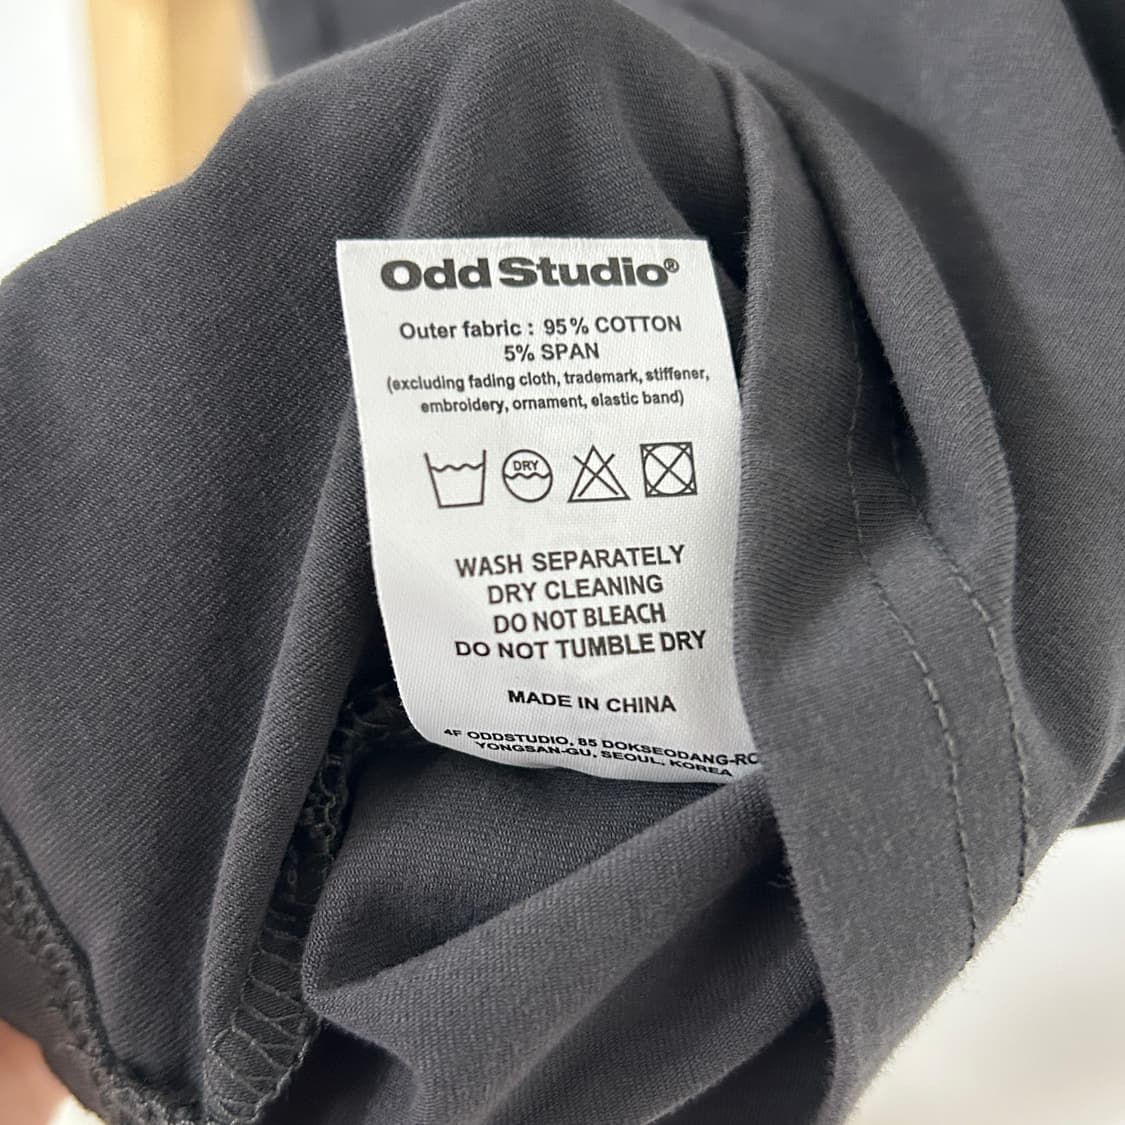 Odd Studio®
Outer fabric : 95% COTTON
5% SPAN
(excluding fading cloth, trademark, stiffener,
embroidery, ornament, elastic band)
DRY
WASH SEPARATELY
DRY CLEANING
DO NOT BLEACH
DO NOT TUMBLE DRY
MADE IN CHINA
4F ODDSTUDIO, 85 DOKSEODANG-RO
YONGSAN-GU, SEOUL, KOREA